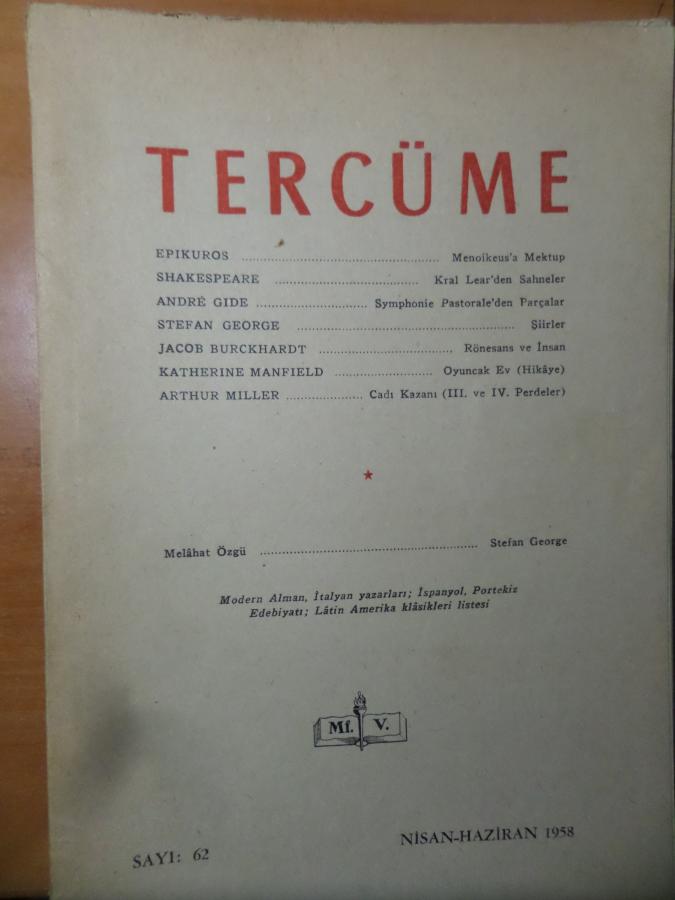 TERCÜME
EPIKUROS ................................................ Menoikeus'a Mektup
SHAKESPEARE ................................... Kral Lear'den Sahneler
ANDRÉ GIDE ........................... Symphonie Pastorale'den Parçalar
STEFAN GEORGE ..................................................... Şiirler
JACOB BURCKHARDT ................................. Rönesans ve İnsan
KATHERINE MANFIELD ........................ Oyuncak Ev (Hikâye)
ARTHUR MILLER ................... Cadı Kazanı (III. ve IV. Perdeler)
Melâhat Özgü ..................................................... Stefan George
Modern Alman, İtalyan yazarları; İspanyol, Portekiz
Edebiyatı; Lâtin Amerika klâsikleri listesi
Mf. V.
SAYI: 62
NİSAN-HAZİRAN 1958